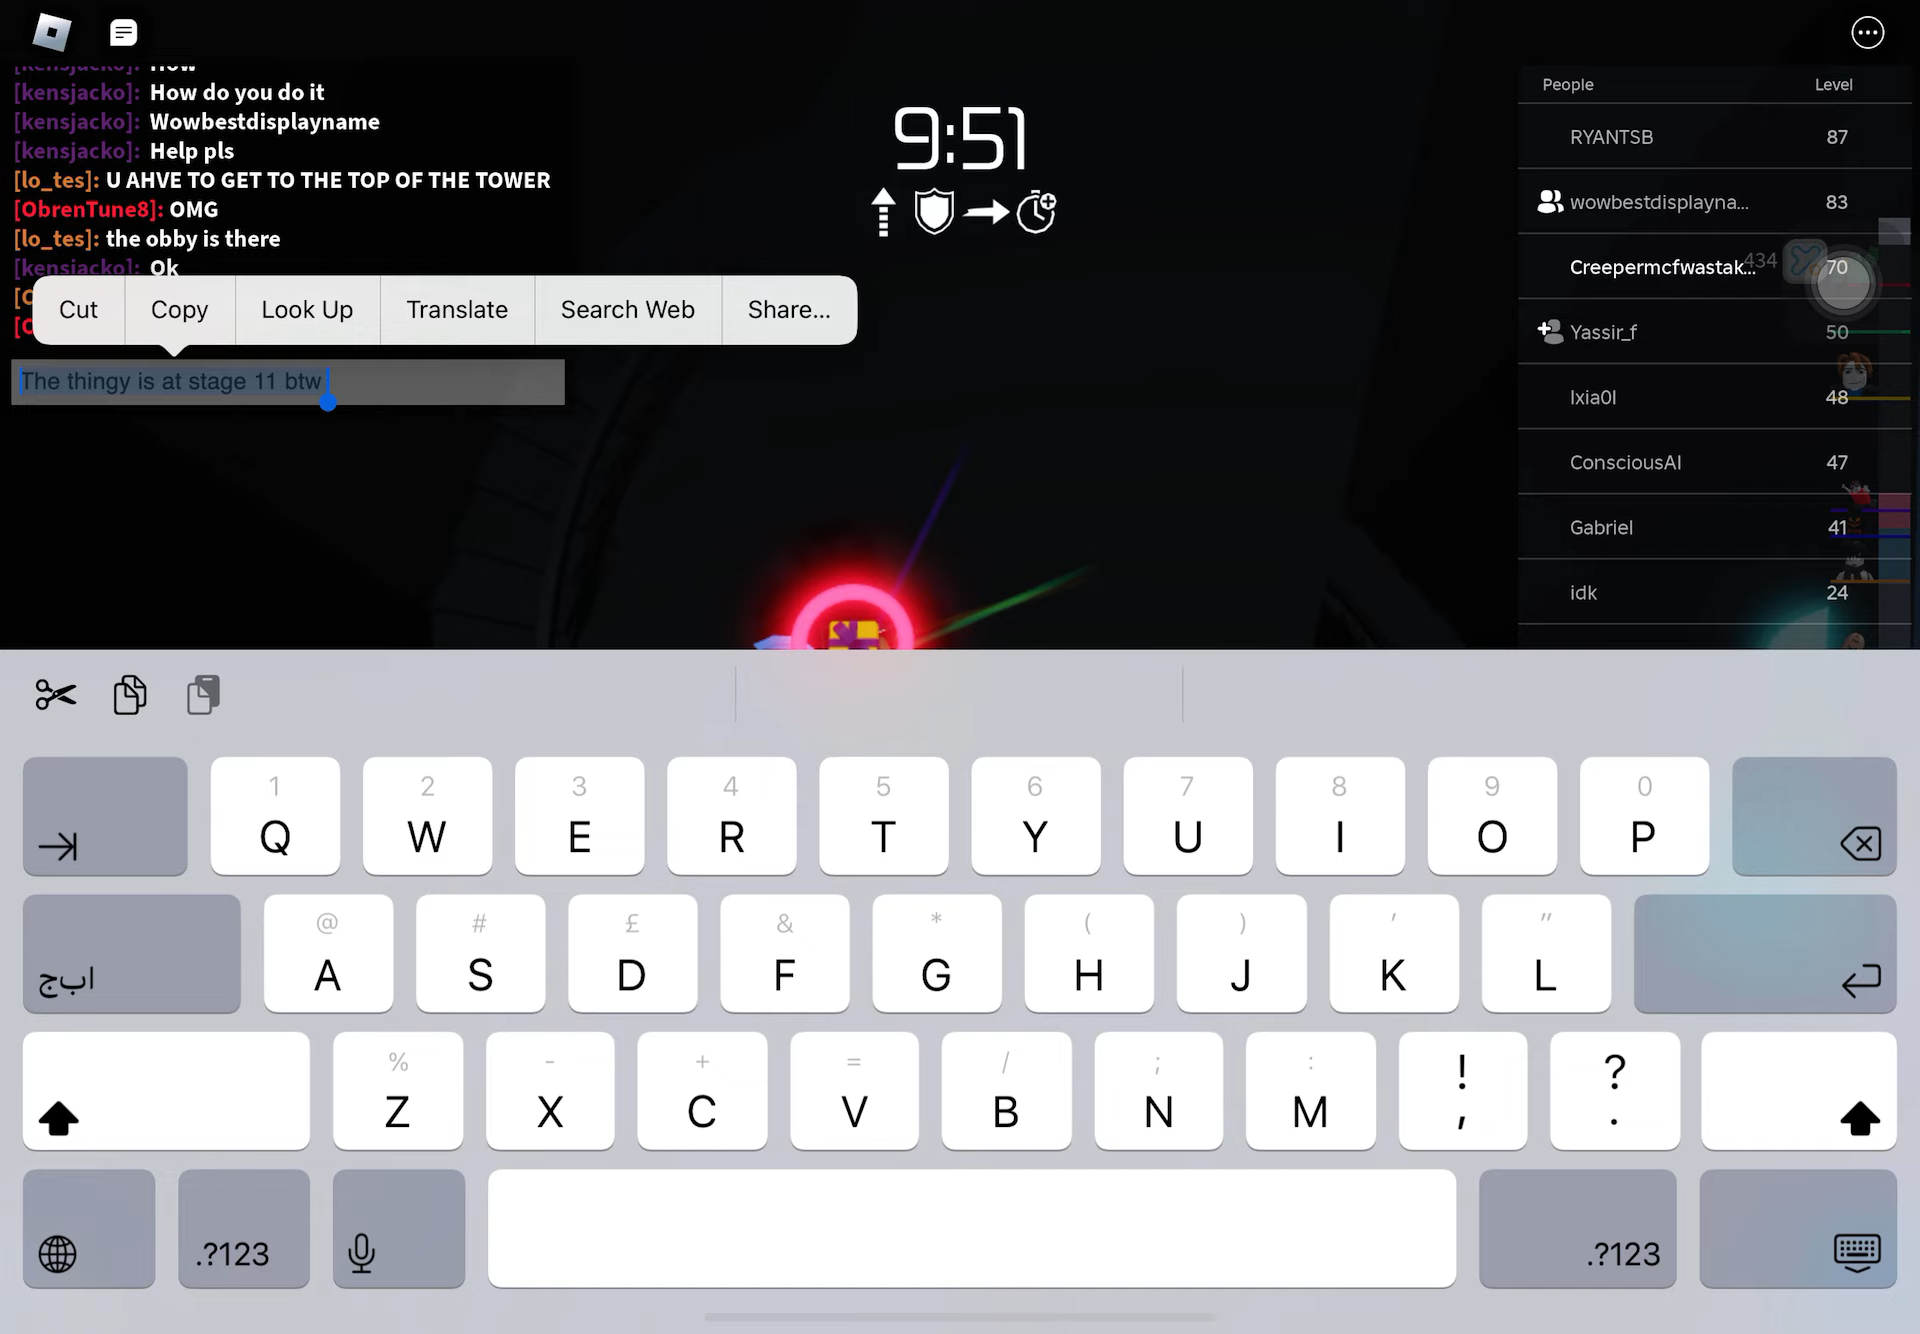 [kensjacko]: How
[kensjacko]: How do you do it
[kensjacko]: Wowbestdisplayname
[kensjacko]: Help pls
[lo_tes]: U AHVE TO GET TO THE TOP OF THE TOWER
[ObrenTune8]: OMG
[lo_tes]: the obby is there
[kensjacko]: Ok
Cut Copy Look Up Translate Search Web Share...
The thingy is at stage 11 btw
9:51
People Level
RYANTSB 87
wowbestdisplayna... 83
Creepermcfwastak... 434 70
Yassir_f 50
Ixia0l 48
ConsciousAI 47
Gabriel 41
idk 24
1 2 3 4 5 6 7 8 9 0
Q W E R T Y U I O P
@ # £ & * ( ) ' "
ابج A S D F G H J K L
% - + = / ; : ! ?
Z X C V B N M , .
.?123 .?123